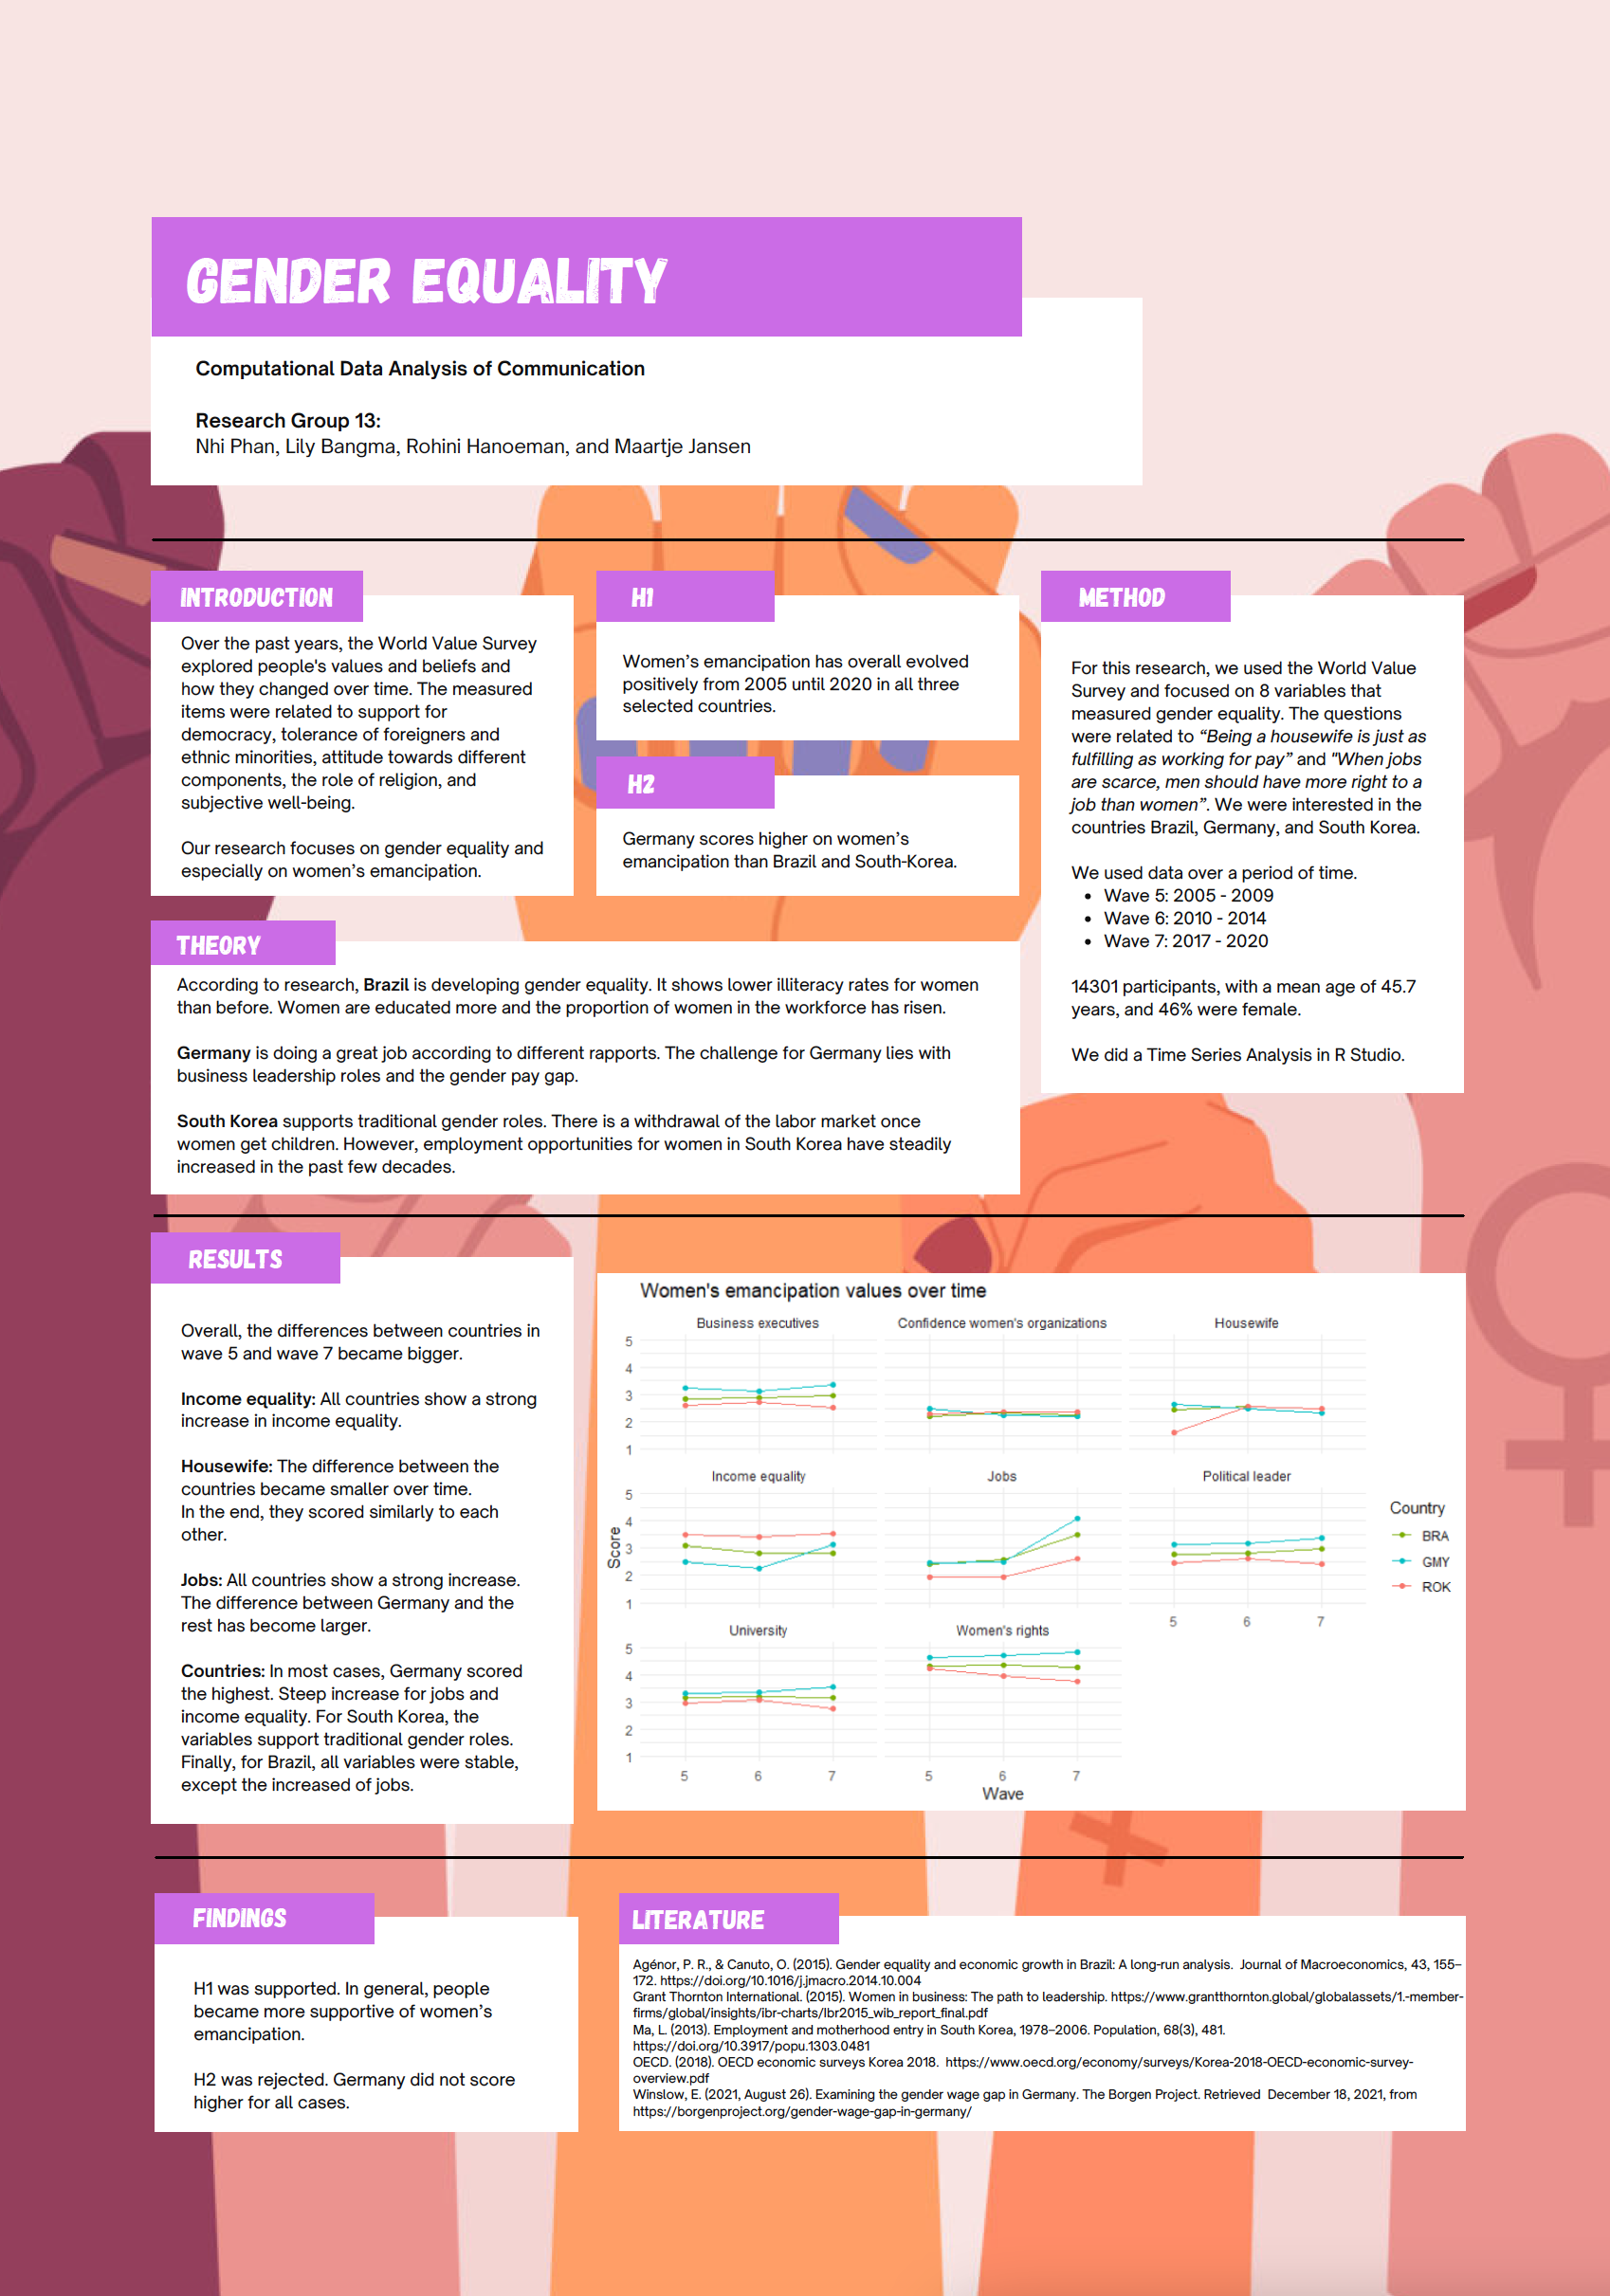 GENDER EQUALITY
Computational Data Analysis of Communication
Research Group 13:
Nhi Phan, Lily Bangma, Rohini Hanoeman, and Maartje Jansen
INTRODUCTION
Over the past years, the World Value Survey
explored people's values and beliefs and
how they changed over time. The measured
items were related to support for
democracy, tolerance of foreigners and
ethnic minorities, attitude towards different
components, the role of religion, and
subjective well-being.
Our research focuses on gender equality and
especially on women's emancipation.
H1
Women's emancipation has overall evolved
positively from 2005 until 2020 in all three
selected countries.
H2
Germany scores higher on women's
emancipation than Brazil and South-Korea.
METHOD
For this research, we used the World Value
Survey and focused on 8 variables that
measured gender equality. The questions
were related to “Being a housewife is just as
fulfilling as working for pay” and "When jobs
are scarce, men should have more right to a
job than women”. We were interested in the
countries Brazil, Germany, and South Korea.
We used data over a period of time.
• Wave 5: 2005 - 2009
• Wave 6: 2010 - 2014
• Wave 7: 2017 - 2020
14301 participants, with a mean age of 45.7
years, and 46% were female.
We did a Time Series Analysis in R Studio.
THEORY
According to research, Brazil is developing gender equality. It shows lower illiteracy rates for women
than before. Women are educated more and the proportion of women in the workforce has risen.
Germany is doing a great job according to different rapports. The challenge for Germany lies with
business leadership roles and the gender pay gap.
South Korea supports traditional gender roles. There is a withdrawal of the labor market once
women get children. However, employment opportunities for women in South Korea have steadily
increased in the past few decades.
RESULTS
Overall, the differences between countries in
wave 5 and wave 7 became bigger.
Income equality: All countries show a strong
increase in income equality.
Housewife: The difference between the
countries became smaller over time.
In the end, they scored similarly to each
other.
Jobs: All countries show a strong increase.
The difference between Germany and the
rest has become larger.
Countries: In most cases, Germany scored
the highest. Steep increase for jobs and
income equality. For South Korea, the
variables support traditional gender roles.
Finally, for Brazil, all variables were stable,
except the increased of jobs.
Women's emancipation values over time
Business executives Confidence women's organizations Housewife
5
4
3
2
1
Income equality Jobs Political leader
5
4
3
2
1
Score
5 6 7
University Women's rights
5
4
3
2
1
5 6 7 5 6 7
Wave
Country
BRA
GMY
ROK
FINDINGS
H1 was supported. In general, people
became more supportive of women's
emancipation.
H2 was rejected. Germany did not score
higher for all cases.
LITERATURE
Agénor, P. R., & Canuto, O. (2015). Gender equality and economic growth in Brazil: A long-run analysis. Journal of Macroeconomics, 43, 155–
172. https://doi.org/10.1016/j.jmacro.2014.10.004
Grant Thornton International. (2015). Women in business: The path to leadership. https://www.grantthornton.global/globalassets/1.-member-
firms/global/insights/ibr-charts/Ibr2015_wib_report_final.pdf
Ma, L. (2013). Employment and motherhood entry in South Korea, 1978–2006. Population, 68(3), 481.
https://doi.org/10.3917/popu.1303.0481
OECD. (2018). OECD economic surveys Korea 2018. https://www.oecd.org/economy/surveys/Korea-2018-OECD-economic-survey-
overview.pdf
Winslow, E. (2021, August 26). Examining the gender wage gap in Germany. The Borgen Project. Retrieved December 18, 2021, from
https://borgenproject.org/gender-wage-gap-in-germany/